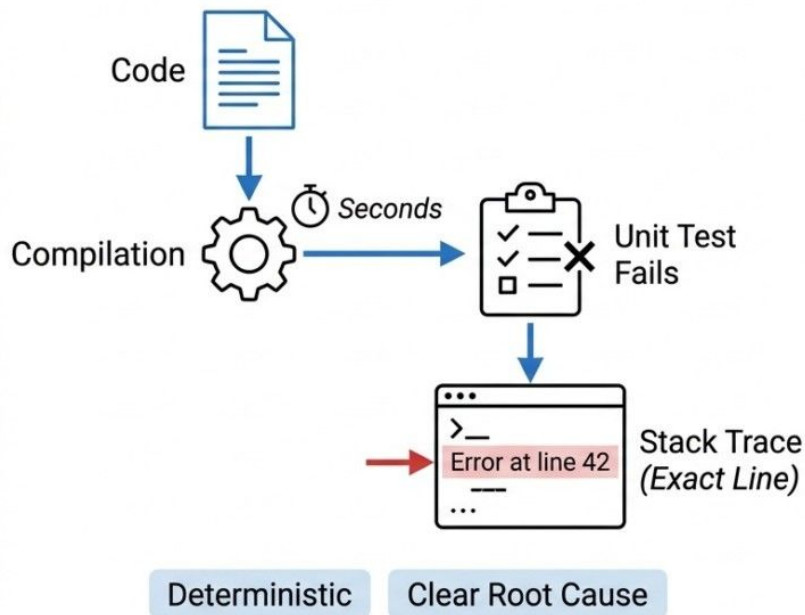 Code
Seconds
Compilation
Unit Test
Fails
>_
Error at line 42
...
Stack Trace
(Exact Line)
Deterministic
Clear Root Cause